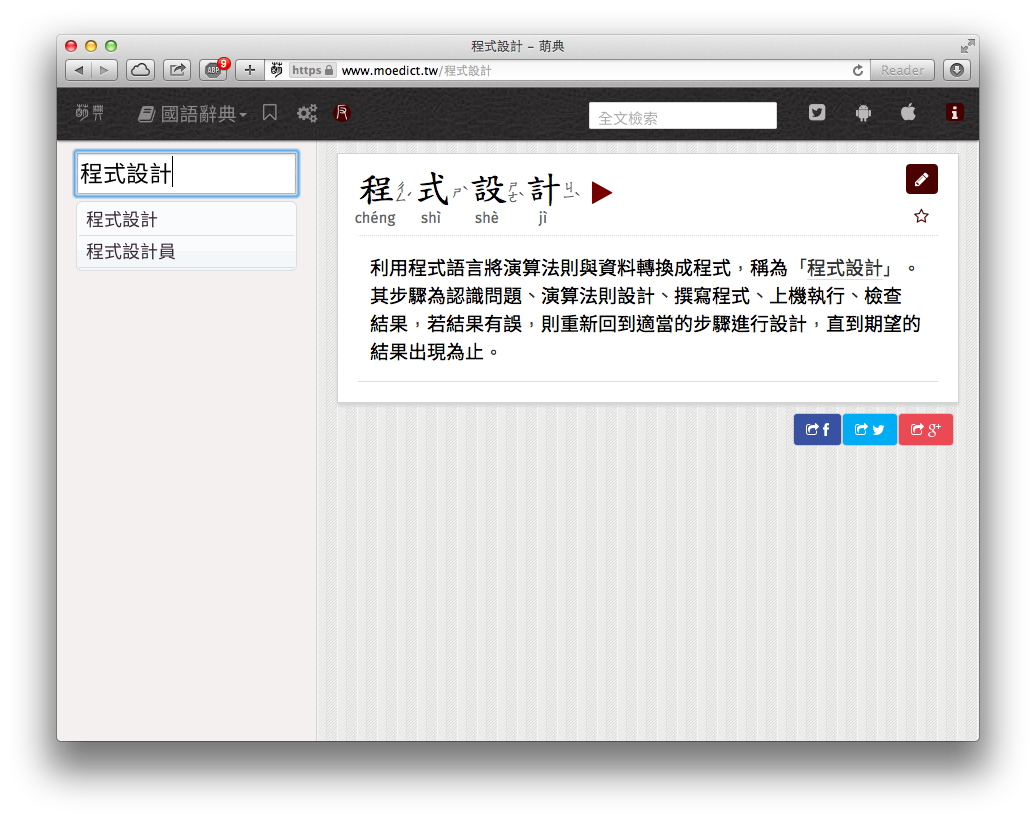 程式設計 – 萌典
ABP 9 https www.moedict.tw/程式設計 Reader
萌典 國語辭典 全文檢索
程式設計
程式設計
程式設計員
程ㄔㄥˊ 式ㄕˋ 設ㄕㄜˋ 計ㄐㄧˋ
chéng shì shè jì
利用程式語言將演算法則與資料轉換成程式，稱為「程式設計」。
其步驟為認識問題、演算法則設計、撰寫程式、上機執行、檢查
結果，若結果有誤，則重新回到適當的步驟進行設計，直到期望的
結果出現為止。
f g+